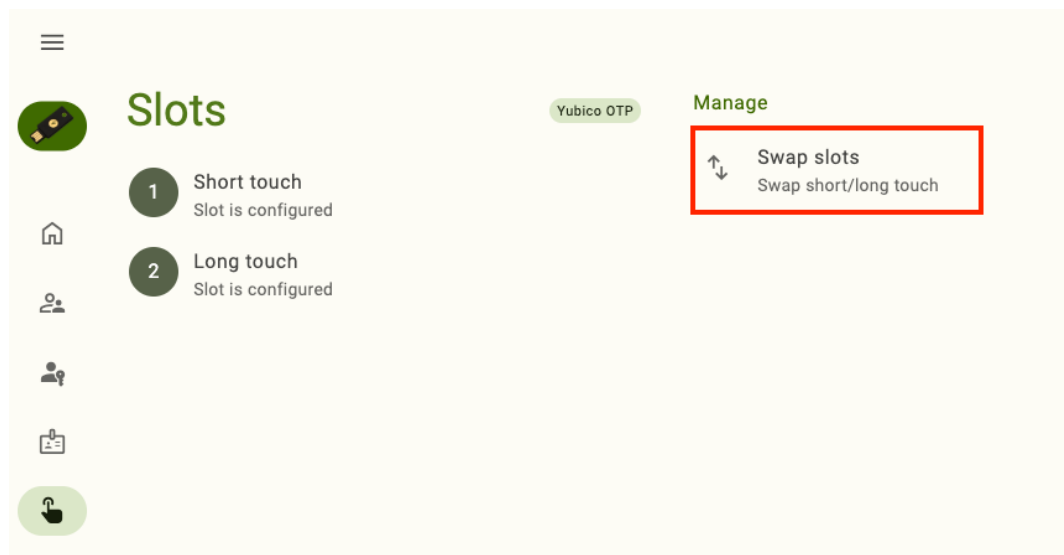 Slots
Yubico OTP
1
Short touch
Slot is configured
2
Long touch
Slot is configured
Manage
Swap slots
Swap short/long touch